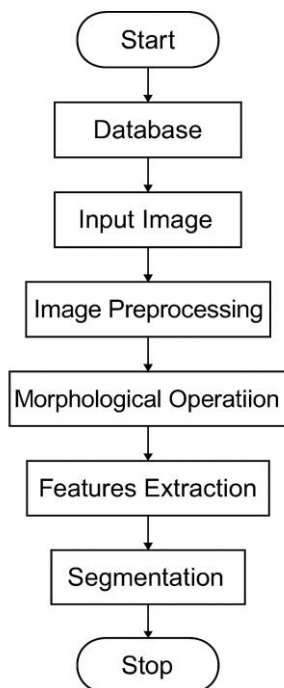 Start
Database
Input Image
Image Preprocessing
Morphological Operatiion
Features Extraction
Segmentation
Stop